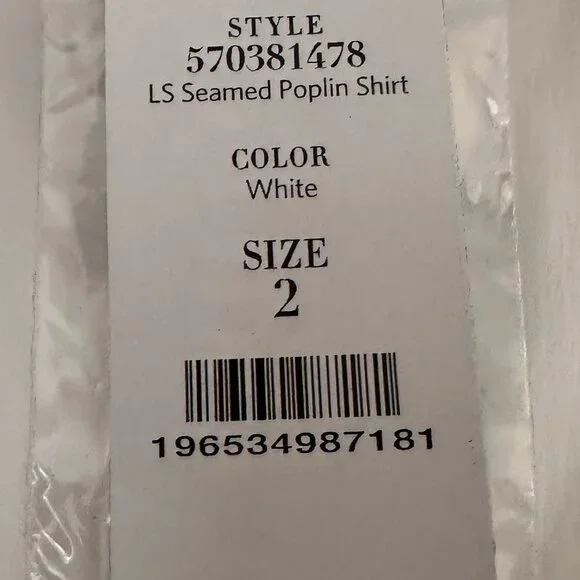 STYLE
570381478
LS Seamed Poplin Shirt
COLOR
White
SIZE
2
196534987181